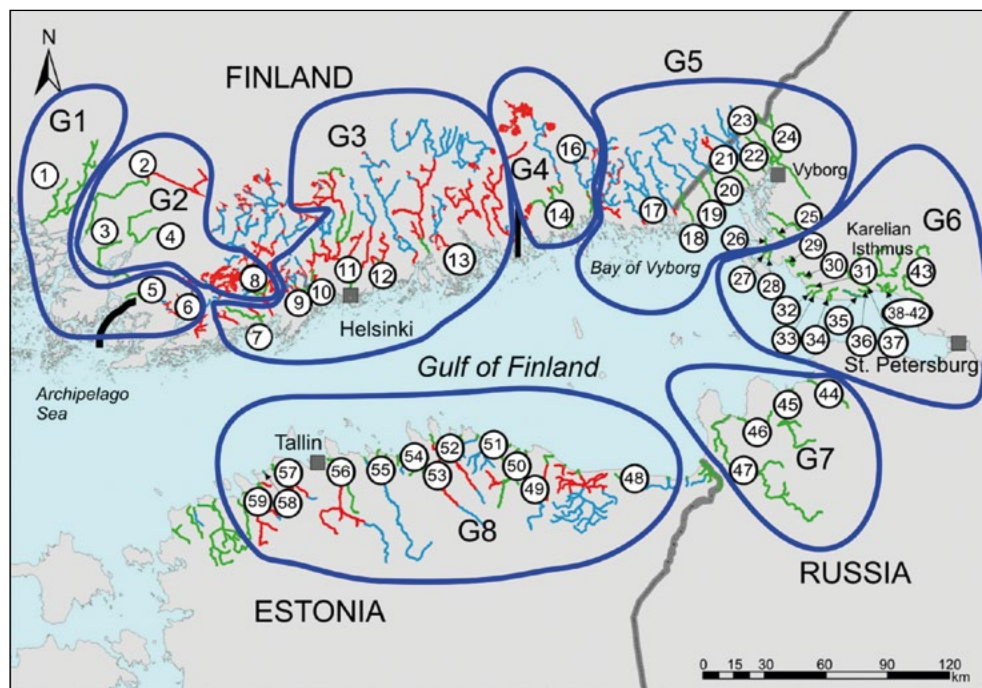 N
FINLAND
G5
G1
G2
G3
G4
G6
1
2
3
4
5
6
7
8
9
10
11
12
13
14
16
17
18
19
20
21
22
23
24
Vyborg
25
26
Karelian
Isthmus
27
28
29
30
31
43
38-42
32
33
34
35
36
37
St. Petersburg
Bay of Vyborg
Helsinki
Gulf of Finland
Archipelago
Sea
Tallin
44
45
46
47
G7
48
49
50
51
52
53
54
55
56
57
58
59
G8
RUSSIA
ESTONIA
0 15 30 60 90 120
km